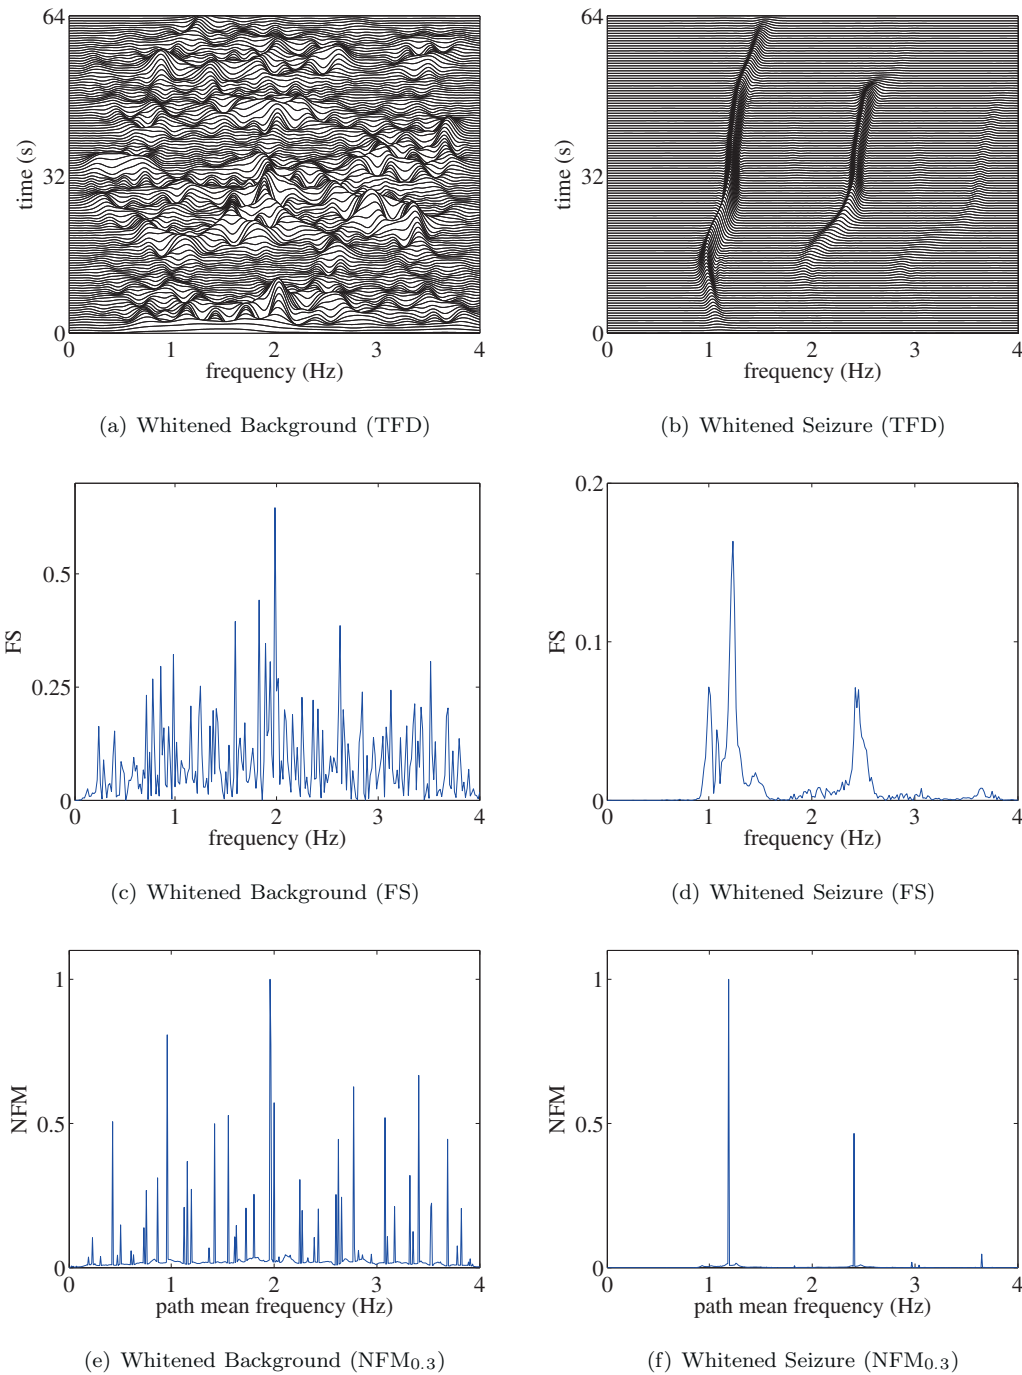 64
32
0
time (s)
0 1 2 3 4
frequency (Hz)
(a) Whitened Background (TFD)
64
32
0
time (s)
0 1 2 3 4
frequency (Hz)
(b) Whitened Seizure (TFD)
0.5
0.25
0
FS
0 1 2 3 4
frequency (Hz)
(c) Whitened Background (FS)
0.2
0.1
0
FS
0 1 2 3 4
frequency (Hz)
(d) Whitened Seizure (FS)
1
0.5
0
NFM
0 1 2 3 4
path mean frequency (Hz)
(e) Whitened Background (NFM0.3)
1
0.5
0
NFM
0 1 2 3 4
path mean frequency (Hz)
(f) Whitened Seizure (NFM0.3)